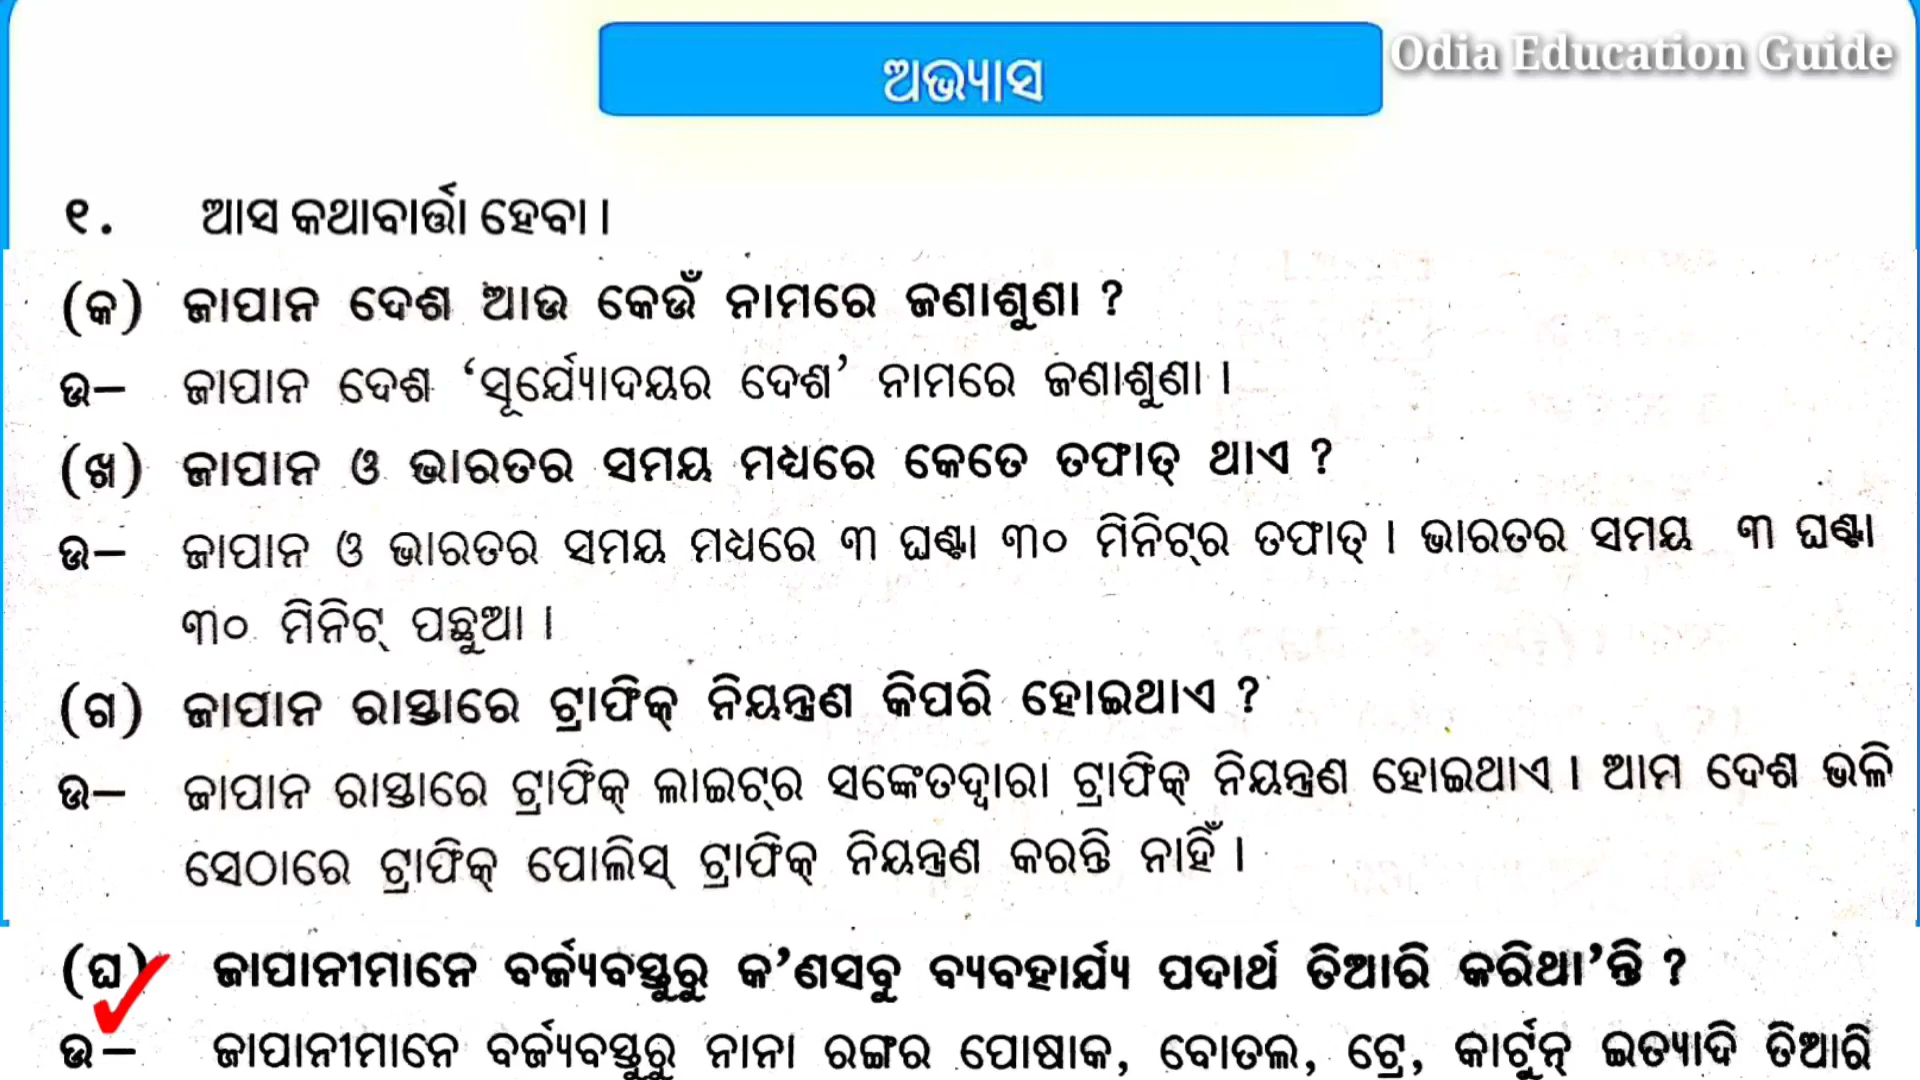 ଅଭ୍ୟାସ
Odia Education Guide
୧. ଆସ କଥାବାର୍ତ୍ତା ହେବା ।
(କ) ଜାପାନ ଦେଶ ଆଉ କେଉଁ ନାମରେ ଜଣାଶୁଣା ?
ଉ– ଜାପାନ ଦେଶ ‘ସୂର୍ଯ୍ୟୋଦୟର ଦେଶ’ ନାମରେ ଜଣାଶୁଣା ।
(ଖ) ଜାପାନ ଓ ଭାରତର ସମୟ ମଧ୍ୟରେ କେତେ ତଫାତ୍ ଥାଏ ?
ଉ– ଜାପାନ ଓ ଭାରତର ସମୟ ମଧ୍ୟରେ ୩ ଘଣ୍ଟା ୩୦ ମିନିଟ୍‌ର ତଫାତ୍ । ଭାରତର ସମୟ ୩ ଘଣ୍ଟା
୩୦ ମିନିଟ୍ ପଛୁଆ ।
(ଗ) ଜାପାନ ରାସ୍ତାରେ ଟ୍ରାଫିକ୍ ନିୟନ୍ତ୍ରଣ କିପରି ହୋଇଥାଏ ?
ଉ– ଜାପାନ ରାସ୍ତାରେ ଟ୍ରାଫିକ୍ ଲାଇଟ୍‌ର ସଙ୍କେତଦ୍ୱାରା ଟ୍ରାଫିକ୍ ନିୟନ୍ତ୍ରଣ ହୋଇଥାଏ । ଆମ ଦେଶ ଭଳି
ସେଠାରେ ଟ୍ରାଫିକ୍ ପୋଲିସ୍ ଟ୍ରାଫିକ୍ ନିୟନ୍ତ୍ରଣ କରନ୍ତି ନାହିଁ ।
(ଘ) ଜାପାନୀମାନେ ବର୍ଜ୍ୟବସ୍ତୁରୁ କ’ଣସବୁ ବ୍ୟବହାର୍ଯ୍ୟ ପଦାର୍ଥ ତିଆରି କରିଥା’ନ୍ତି ?
ଉ– ଜାପାନୀମାନେ ବର୍ଜ୍ୟବସ୍ତୁରୁ ନାନା ରଙ୍ଗର ପୋଷାକ, ବୋତଲ, ଟ୍ରେ, କାର୍ଟୁନ୍ ଇତ୍ୟାଦି ତିଆରି